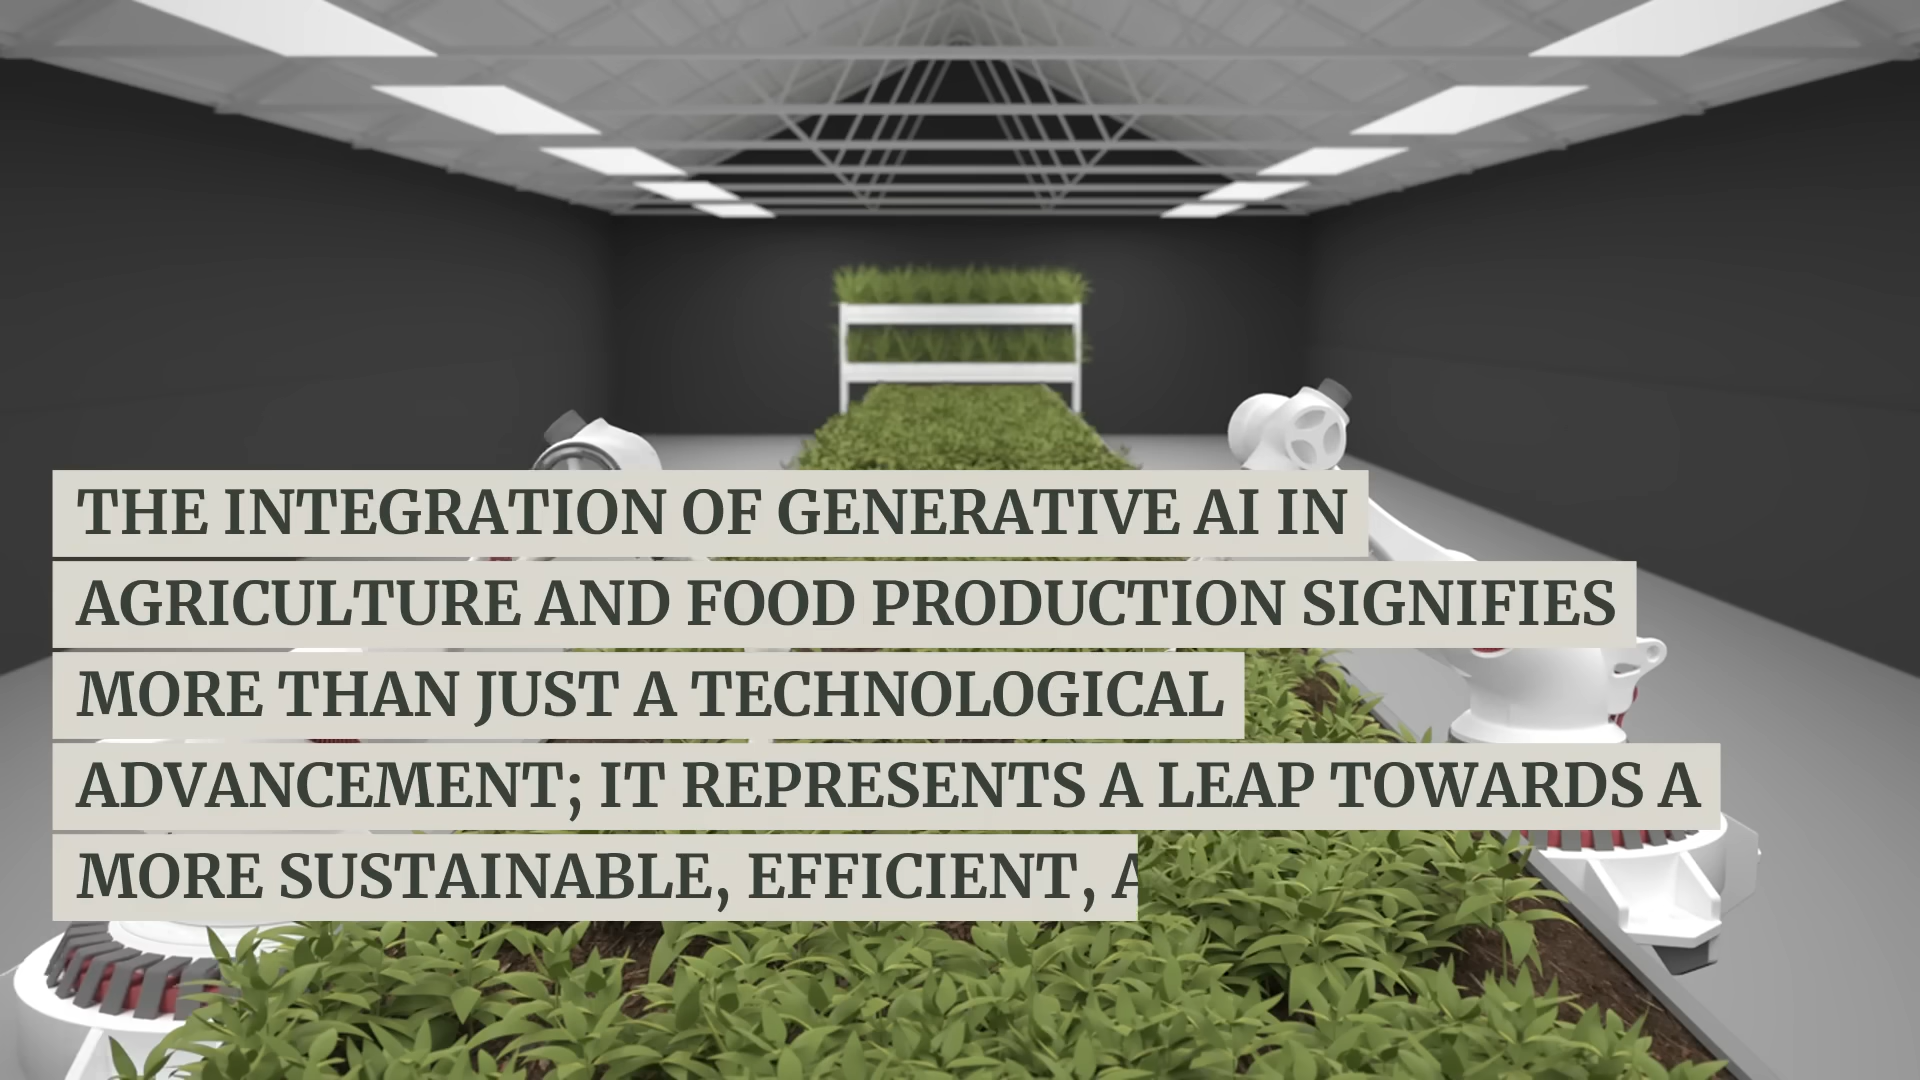 THE INTEGRATION OF GENERATIVE AI IN
AGRICULTURE AND FOOD PRODUCTION SIGNIFIES
MORE THAN JUST A TECHNOLOGICAL
ADVANCEMENT; IT REPRESENTS A LEAP TOWARDS A
MORE SUSTAINABLE, EFFICIENT,